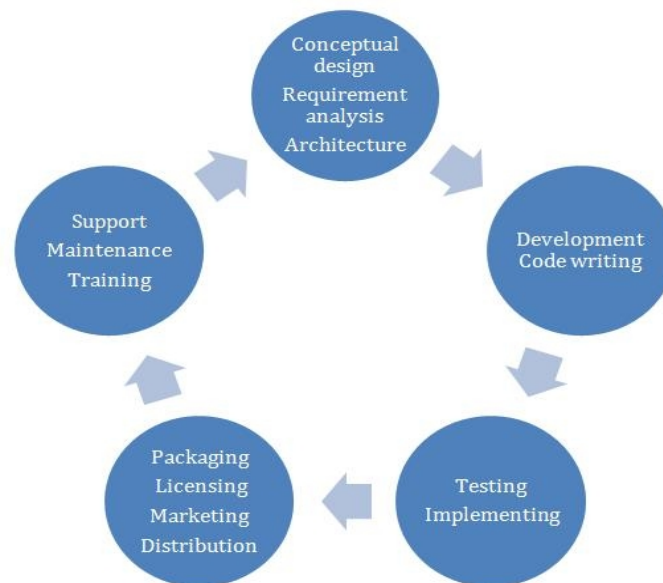 Conceptual
design
Requirement
analysis
Architecture
Development
Code writing
Testing
Implementing
Packaging
Licensing
Marketing
Distribution
Support
Maintenance
Training